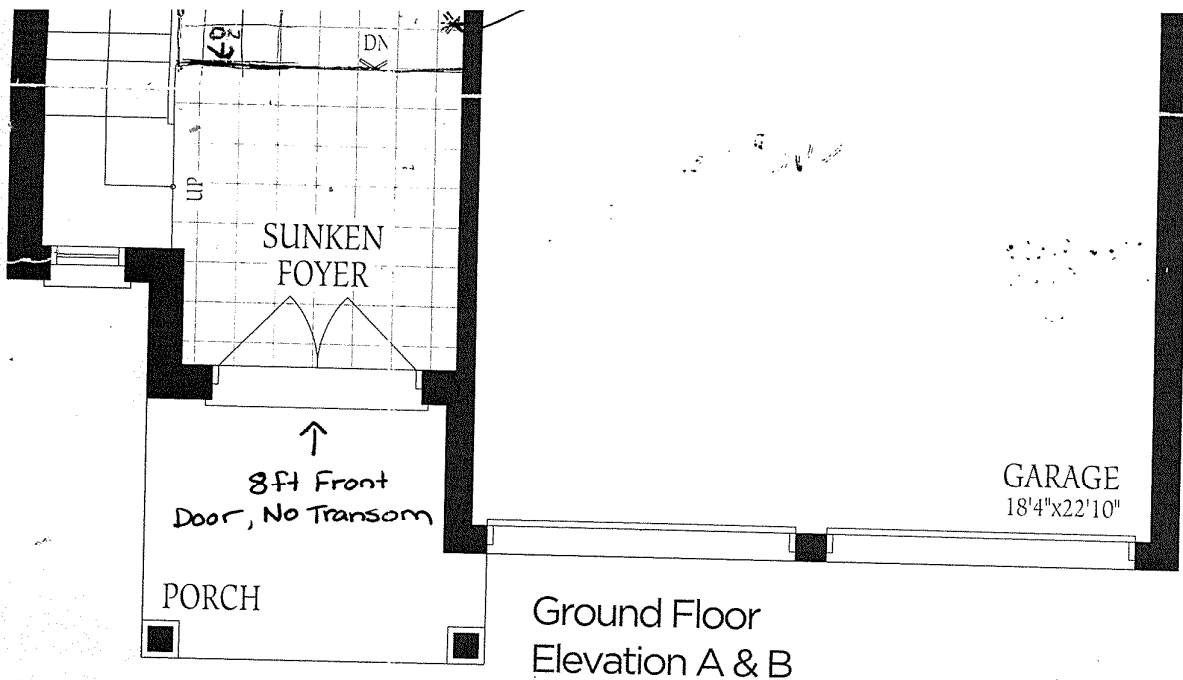 DN
UP
SUNKEN
FOYER
8ft Front
Door, No Transom
GARAGE
18'4"x22'10"
PORCH
Ground Floor
Elevation A & B